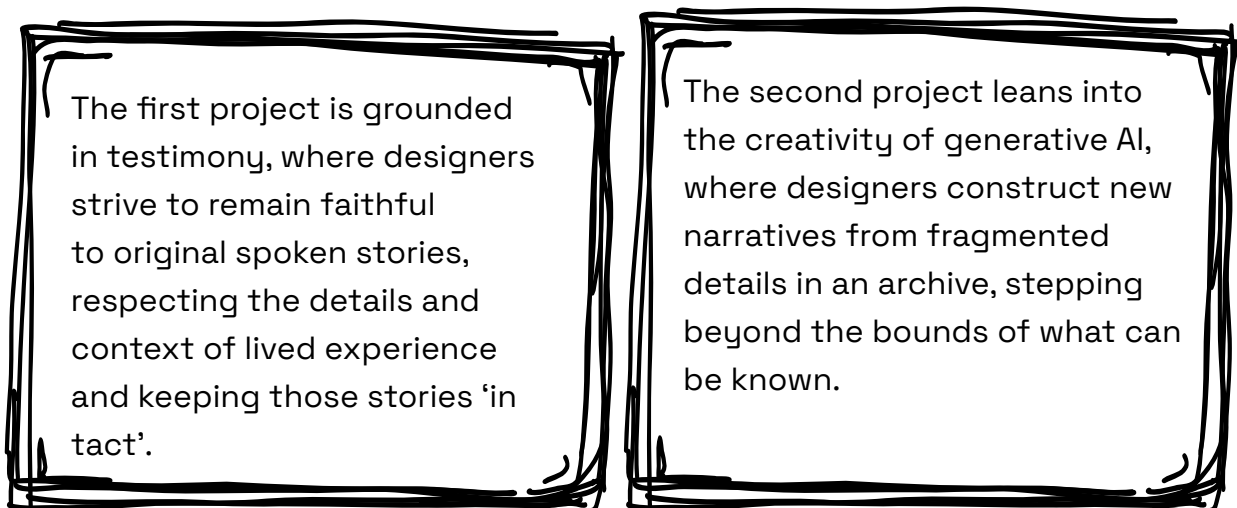 The first project is grounded
in testimony, where designers
strive to remain faithful
to original spoken stories,
respecting the details and
context of lived experience
and keeping those stories ‘in
tact’.
The second project leans into
the creativity of generative AI,
where designers construct new
narratives from fragmented
details in an archive, stepping
beyond the bounds of what can
be known.